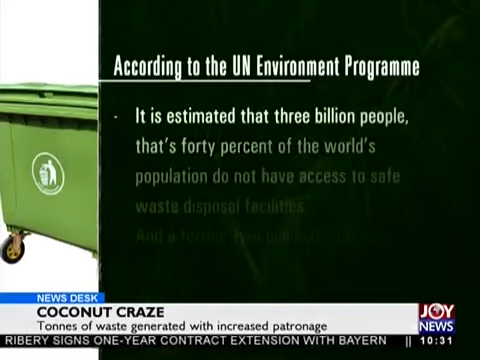 According to the UN Environment Programme
- It is estimated that three billion people,
that's forty percent of the world's
population do not have access to safe
waste disposal facilities
And a further
NEWS DESK
COCONUT CRAZE
Tonnes of waste generated with increased patronage
JOY
NEWS
RIBERY SIGNS ONE-YEAR CONTRACT EXTENSION WITH BAYERN ||
10:31